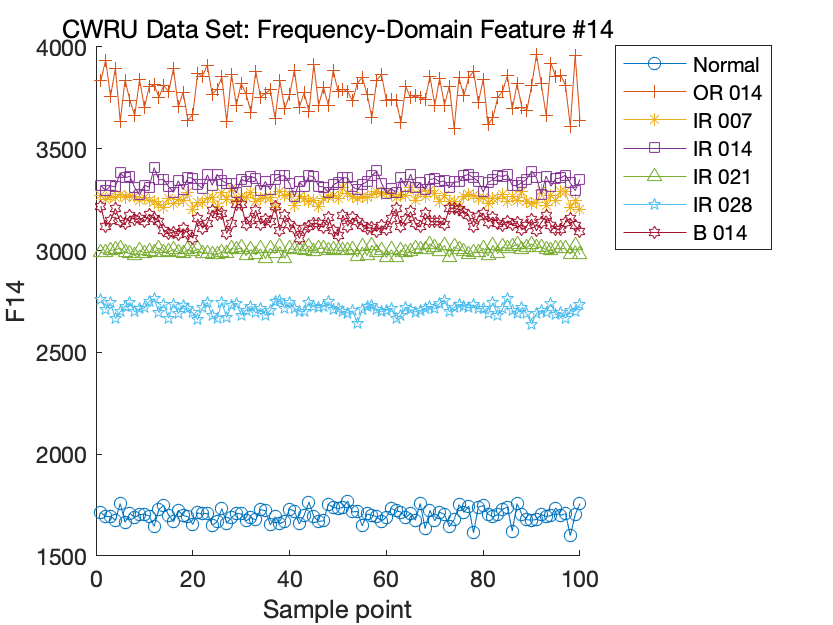 CWRU Data Set: Frequency-Domain Feature #14
4000
3500
3000
2500
2000
1500
F14
0
20
40
60
80
100
Sample point
Normal
OR 014
IR 007
IR 014
IR 021
IR 028
B 014